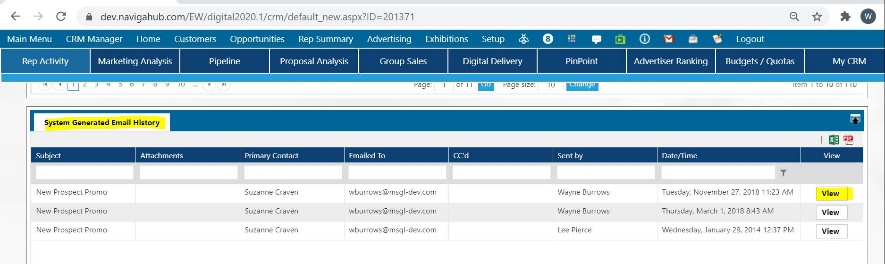 dev.navigahub.com/EW/digital2020.1/crm/default_new.aspx?ID=201371
W
Main Menu CRM Manager Home Customers Opportunities Rep Summary Advertising Exhibitions Setup Logout
Rep Activity Marketing Analysis Pipeline Proposal Analysis Group Sales Digital Delivery PinPoint Advertiser Ranking Budgets / Quotas My CRM
1 2 3 4 5 6 7 8 9 10 ... Page: 1 of 11 Go Page size: 10 Change Item 1 to 10 of 110
System Generated Email History
Subject Attachments Primary Contact Emailed To CC'd Sent by Date/Time View
New Prospect Promo Suzanne Craven wburrows@msgl-dev.com Wayne Burrows Tuesday, November 27, 2018 11:23 AM View
New Prospect Promo Suzanne Craven wburrows@msgl-dev.com Wayne Burrows Thursday, March 1, 2018 8:43 AM View
New Prospect Promo Suzanne Craven wburrows@msgl-dev.com Lee Pierce Wednesday, January 29, 2014 12:37 PM View